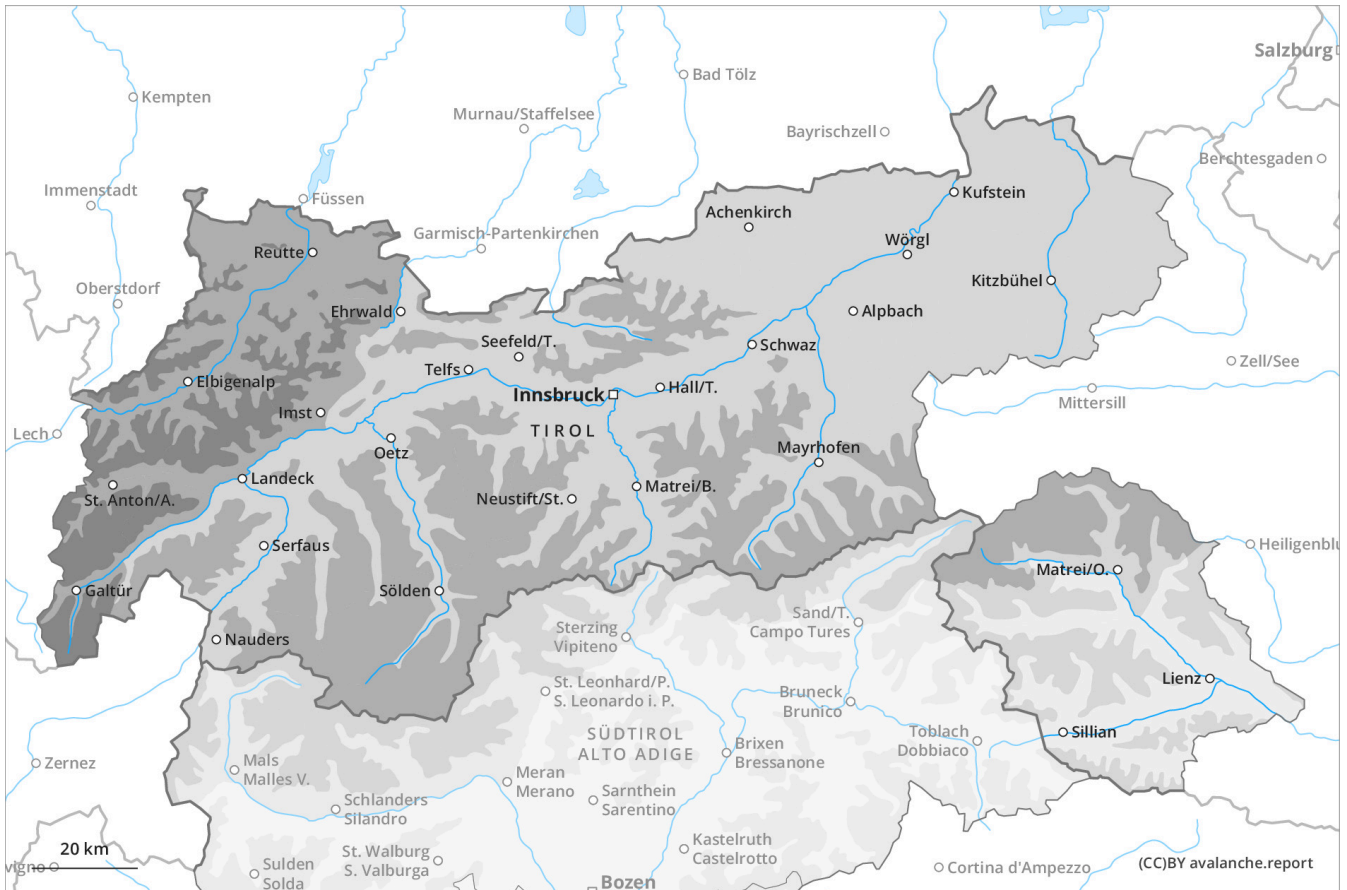 Salzburg
Bad Tölz
Kempten
Murnau/Staffelsee
Bayrischzell
Berchtesgaden
Immenstadt
Füssen
Kufstein
Achenkirch
Garmisch-Partenkirchen
Wörgl
Reutte
Kitzbühel
Oberstdorf
Ehrwald
Alpbach
Seefeld/T.
Schwaz
Zell/See
Telfs
Elbigenalp
Innsbruck
Hall/T.
Mittersill
Imst
TIROL
Lech
Oetz
Mayrhofen
Landeck
St. Anton/A.
Neustift/St.
Matrei/B.
Serfaus
Heiligenblu
Matrei/O.
Galtür
Sölden
Sand/T.
Campo Tures
Nauders
Sterzing
Vipiteno
Lienz
St. Leonhard/P.
S. Leonardo i. P.
Bruneck
Brunico
SÜDTIROL
ALTO ADIGE
Toblach
Dobbiaco
Sillian
Brixen
Bressanone
Zernez
Mals
Malles V.
Meran
Merano
Sarnthein
Sarentino
Schlanders
Silandro
Kastelruth
Castelrotto
St. Walburg
S. Valburga
20 km
vigno
Sulden
Solda
Cortina d'Ampezzo
(CC)BY avalanche.report
Bozen